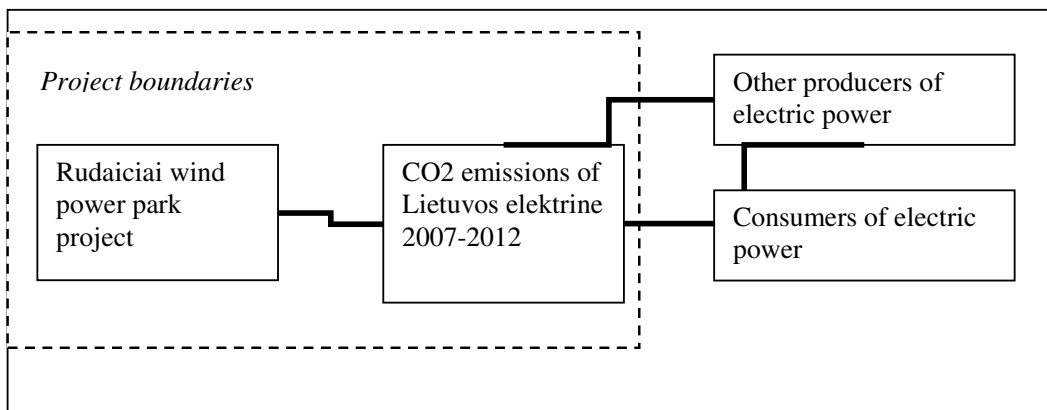 Project boundaries
Rudaiciai wind
power park
project
CO2 emissions of
Lietuvos elektrine
2007-2012
Other producers of
electric power
Consumers of electric
power